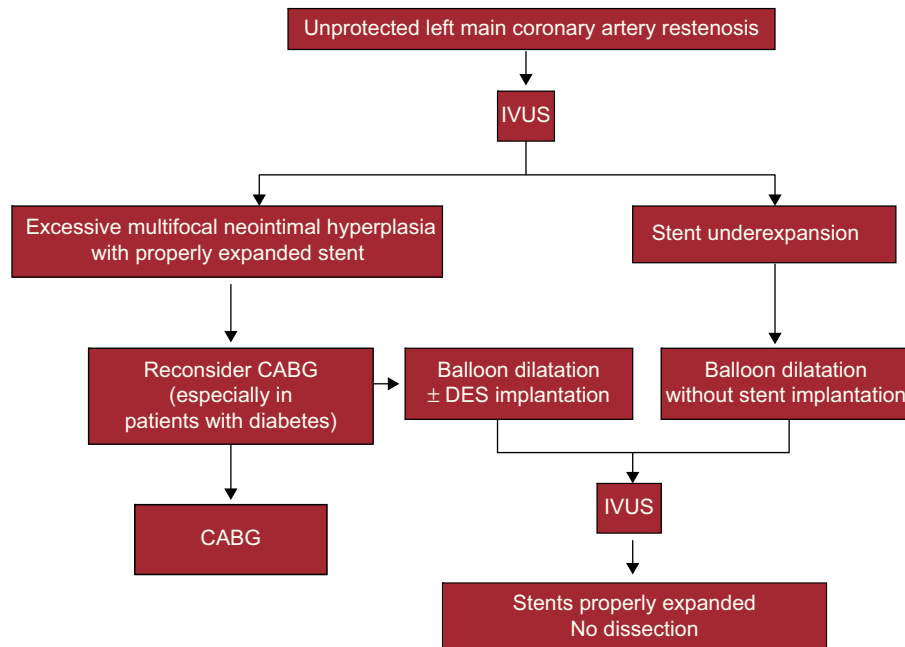 Unprotected left main coronary artery restenosis
IVUS
Excessive multifocal neointimal hyperplasia
with properly expanded stent
Stent underexpansion
Reconsider CABG
(especially in
patients with diabetes)
Balloon dilatation
± DES implantation
Balloon dilatation
without stent implantation
CABG
IVUS
Stents properly expanded
No dissection